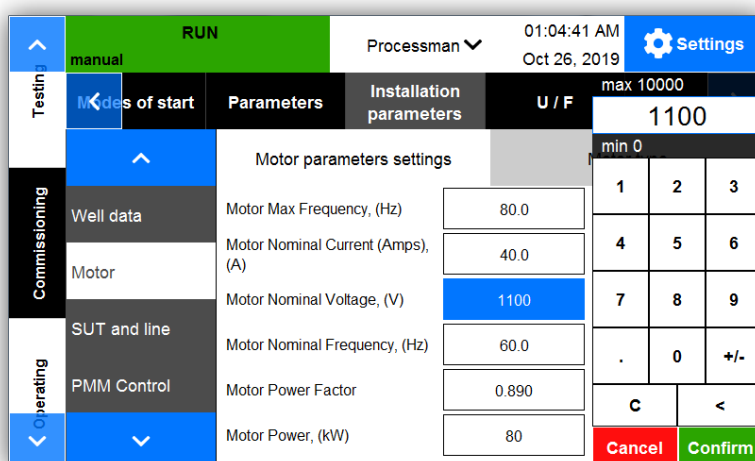 RUN
manual
Processman
01:04:41 AM
Oct 26, 2019
Settings
Testing
Commissioning
Operating
Modes of start
Parameters
Installation
parameters
U / F
max 10000
1100
min 0
Motor parameters settings
Well data
Motor
SUT and line
PMM Control
Motor Max Frequency, (Hz)
80.0
Motor Nominal Current (Amps),
(A)
40.0
Motor Nominal Voltage, (V)
1100
Motor Nominal Frequency, (Hz)
60.0
Motor Power Factor
0.890
Motor Power, (kW)
80
1 2 3
4 5 6
7 8 9
. 0 +/-
C <
Cancel Confirm